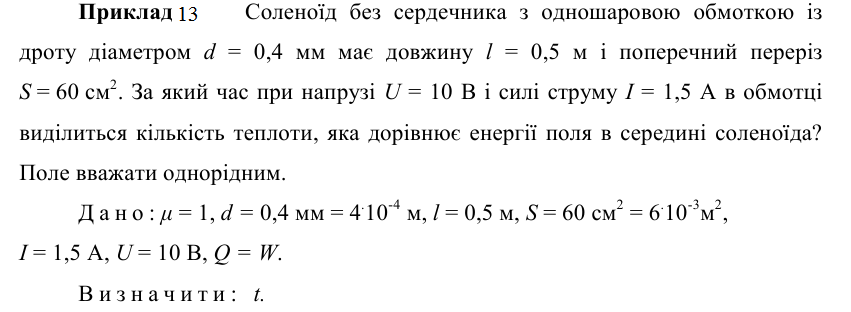 Приклад 13 Соленоїд без сердечника з одношаровою обмоткою із
дроту діаметром d = 0,4 мм має довжину l = 0,5 м і поперечний переріз
S = 60 см². За який час при напрузі U = 10 В і силі струму I = 1,5 А в обмотці
виділиться кількість теплоти, яка дорівнює енергії поля в середині соленоїда?
Поле вважати однорідним.
Д а н о : μ = 1, d = 0,4 мм = 4·10⁻⁴ м, l = 0,5 м, S = 60 см² = 6·10⁻³м²,
I = 1,5 А, U = 10 В, Q = W.
В и з н а ч и т и : t.